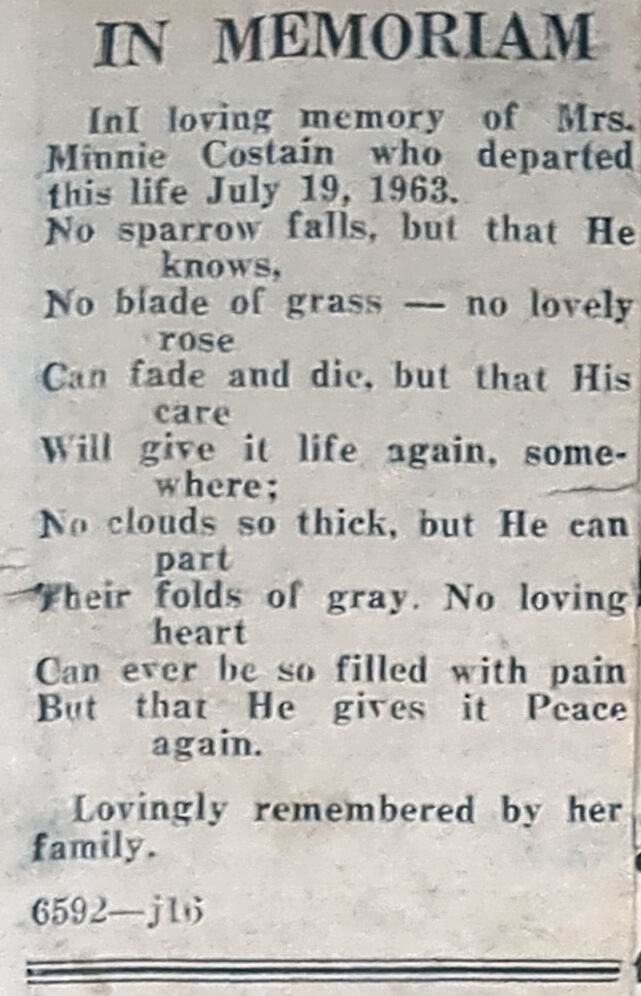 IN MEMORIAM
InI loving memory of Mrs.
Minnie Costain who departed
this life July 19, 1963.
No sparrow falls, but that He
knows,
No blade of grass — no lovely
rose
Can fade and die, but that His
care
Will give it life again, some-
where;
No clouds so thick, but He can
part
Their folds of gray. No loving
heart
Can ever be so filled with pain
But that He gives it Peace
again.
Lovingly remembered by her
family.
6592—j16